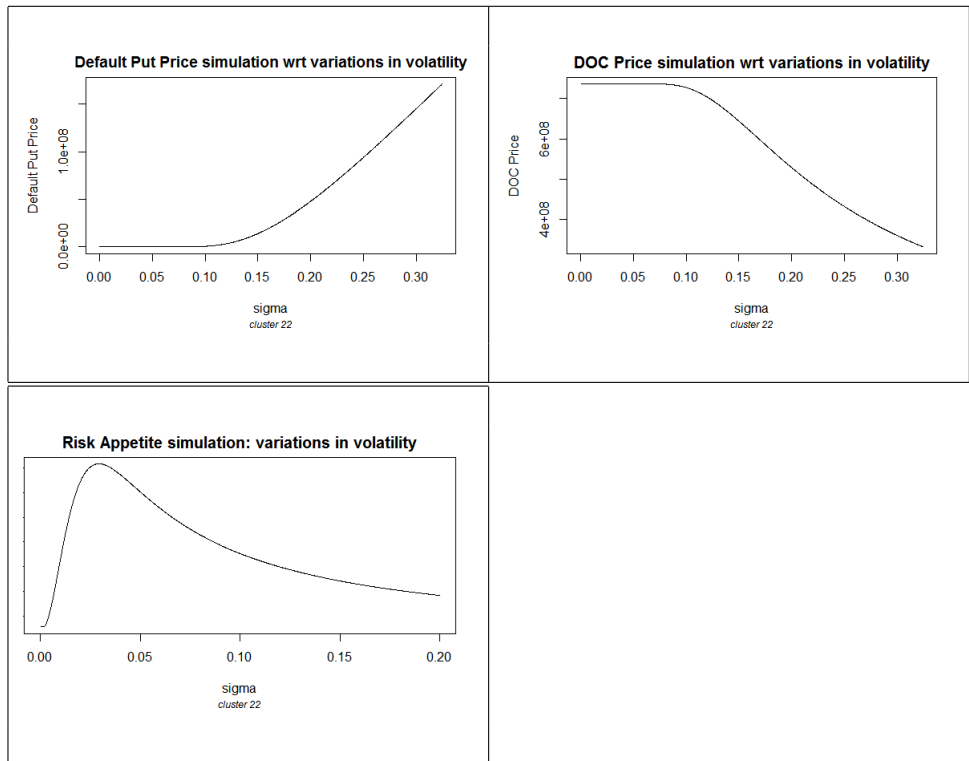 Default Put Price simulation wrt variations in volatility
Default Put Price
0.0e+00
1.0e+08
0.00 0.05 0.10 0.15 0.20 0.25 0.30
sigma
cluster 22
DOC Price simulation wrt variations in volatility
DOC Price
4e+08
6e+08
0.00 0.05 0.10 0.15 0.20 0.25 0.30
sigma
cluster 22
Risk Appetite simulation: variations in volatility
0.00 0.05 0.10 0.15 0.20
sigma
cluster 22